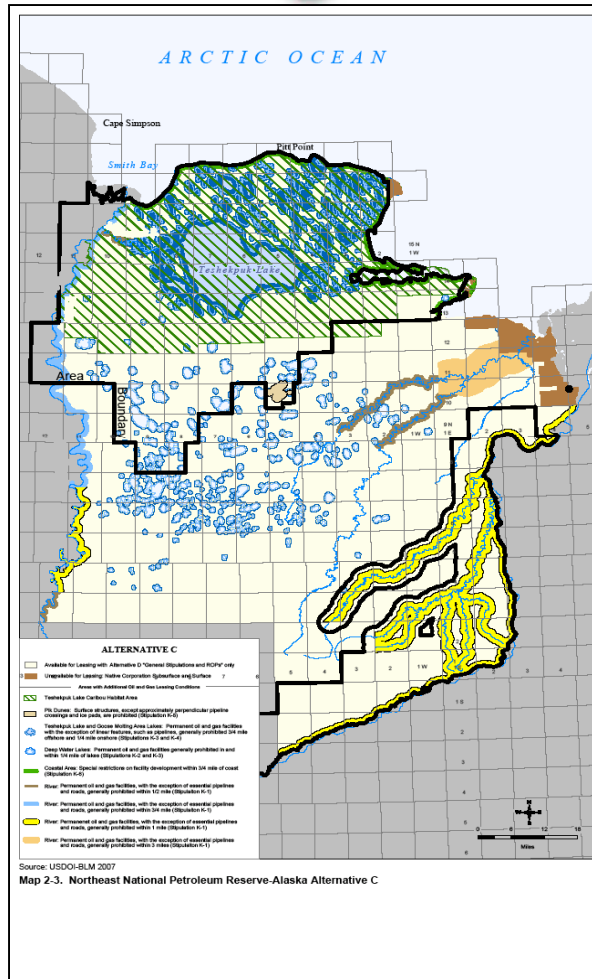 ARCTIC OCEAN
Cape Simpson
Pitt Point
Smith Bay
Teshekpuk Lake
Area
Boundary
ALTERNATIVE C
Available for Leasing with Alternative D "General Stipulations and ROPs" only
Unavailable for Leasing: Native Corporation Subsurface and Surface
Areas with Additional Oil and Gas Leasing Conditions
Teshekpuk Lake Caribou Habitat Area
Pik Dunes: Surface structures, except approximately perpendicular pipeline
crossings and ice pads, are prohibited (Stipulation K-8)
Teshekpuk Lake and Goose Molting Area Lakes: Permanent oil and gas facilities
with the exception of linear features, such as pipelines, generally prohibited 3/4 mile
offshore and 1/4 mile onshore (Stipulations K-3 and K-4)
Deep Water Lakes: Permanent oil and gas facilities generally prohibited in and
within 1/4 mile of lakes (Stipulations K-2 and K-3)
Coastal Area: Special restrictions on facility development within 3/4 mile of coast
(Stipulation K-6)
River: Permanent oil and gas facilities, with the exception of essential pipelines
and roads, generally prohibited within 1/2 mile (Stipulation K-1)
River: Permanent oil and gas facilities, with the exception of essential pipelines
and roads, generally prohibited within 3/4 mile (Stipulation K-1)
River: Permanent oil and gas facilities, with the exception of essential pipelines
and roads, generally prohibited within 1 mile (Stipulation K-1)
River: Permanent oil and gas facilities, with the exception of essential pipelines
and roads, generally prohibited within 3 miles (Stipulation K-1)
N
0 6 12 18
Miles
Source: USDOI-BLM 2007
Map 2-3. Northeast National Petroleum Reserve-Alaska Alternative C